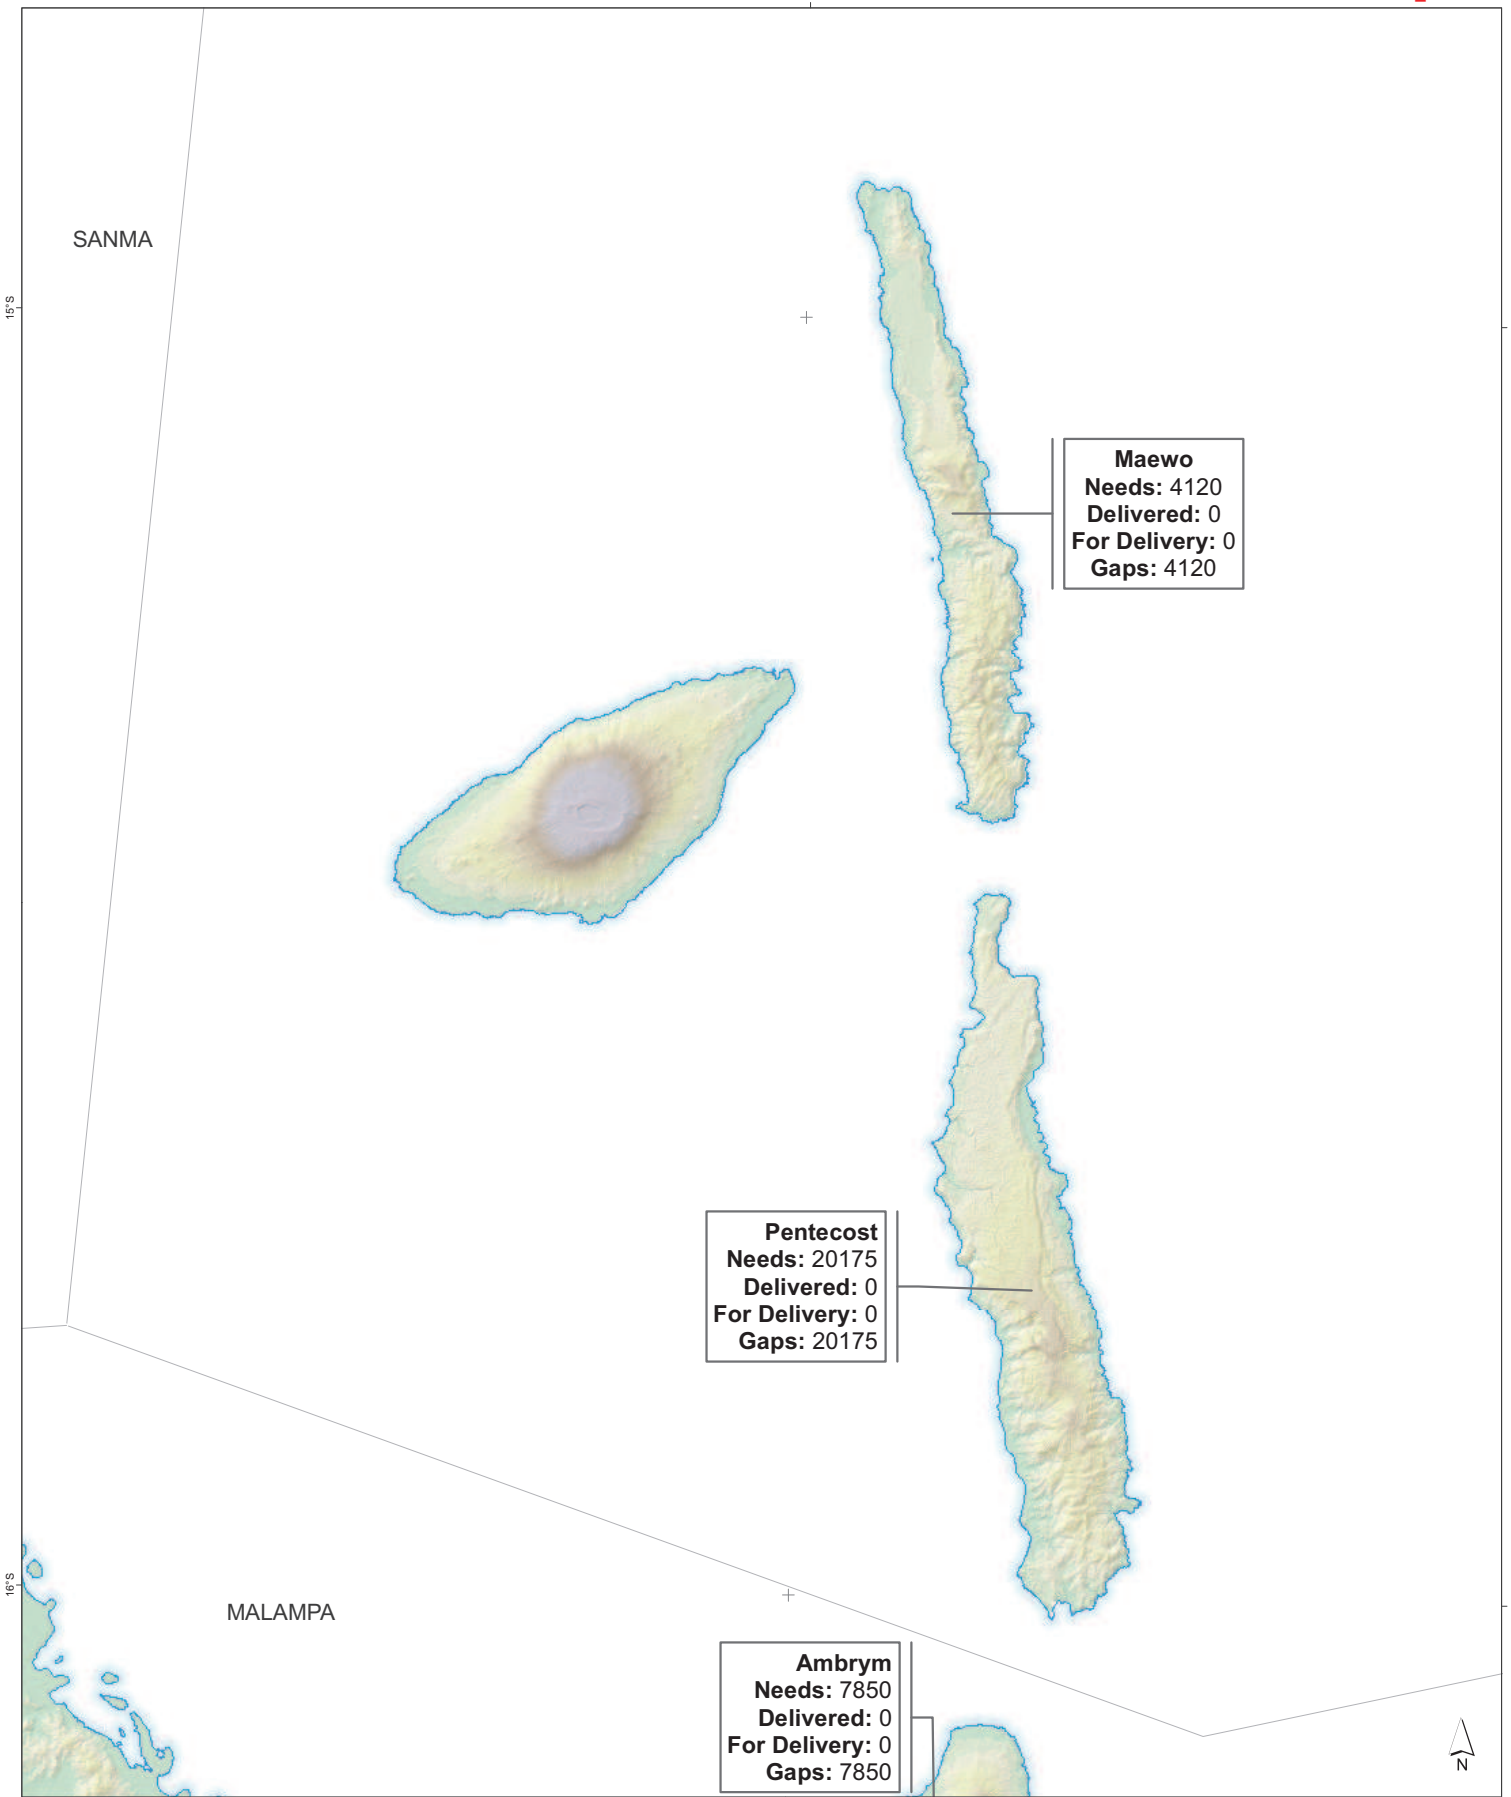 SANMA
15°S
Maewo
Needs: 4120
Delivered: 0
For Delivery: 0
Gaps: 4120
Pentecost
Needs: 20175
Delivered: 0
For Delivery: 0
Gaps: 20175
16°S
MALAMPA
Ambrym
Needs: 7850
Delivered: 0
For Delivery: 0
Gaps: 7850
N